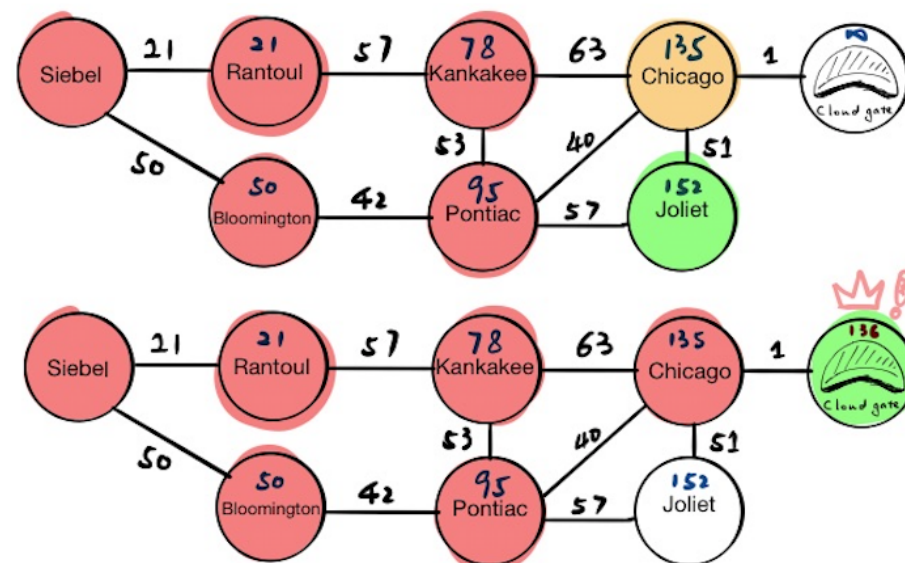 21 21 57 78 63 135 1 ∞
Siebel Rantoul Kankakee Chicago Cloud gate
50 53 40 51
50 42 95 57 152
Bloomington Pontiac Joliet
21 21 57 78 63 135 1 136
Siebel Rantoul Kankakee Chicago Cloud gate
50 53 40 51
50 42 95 57 152
Bloomington Pontiac Joliet